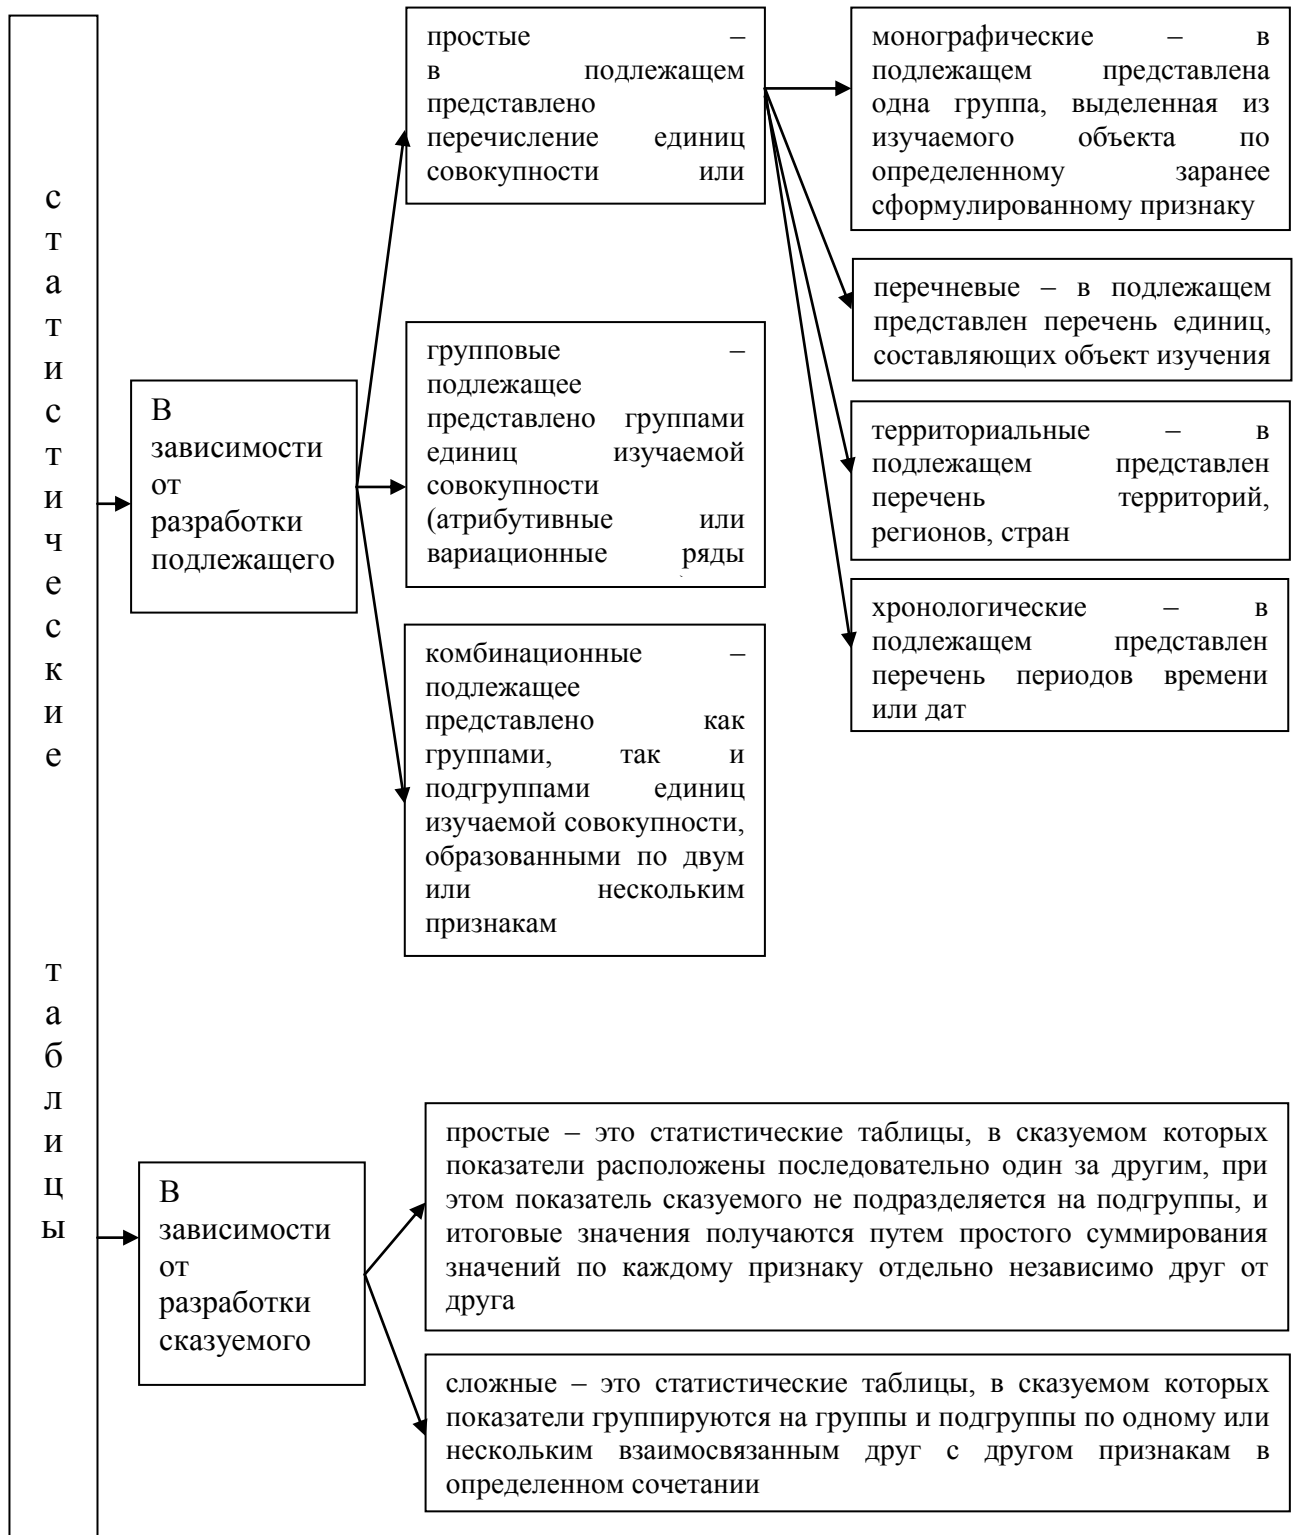 статистические таблицы
В
зависимости
от
разработки
подлежащего
простые –
в подлежащем
представлено
перечисление единиц
совокупности или
групповые –
подлежащее
представлено группами
единиц изучаемой
совокупности
(атрибутивные или
вариационные ряды
комбинационные –
подлежащее
представлено как
группами, так и
подгруппами единиц
изучаемой совокупности,
образованными по двум
или нескольким
признакам
монографические – в
подлежащем представлена
одна группа, выделенная из
изучаемого объекта по
определенному заранее
сформулированному признаку
перечневые – в подлежащем
представлен перечень единиц,
составляющих объект изучения
территориальные – в
подлежащем представлен
перечень территорий,
регионов, стран
хронологические – в
подлежащем представлен
перечень периодов времени
или дат
В
зависимости
от
разработки
сказуемого
простые – это статистические таблицы, в сказуемом которых
показатели расположены последовательно один за другим, при
этом показатель сказуемого не подразделяется на подгруппы, и
итоговые значения получаются путем простого суммирования
значений по каждому признаку отдельно независимо друг от
друга
сложные – это статистические таблицы, в сказуемом которых
показатели группируются на группы и подгруппы по одному или
нескольким взаимосвязанным друг с другом признакам в
определенном сочетании